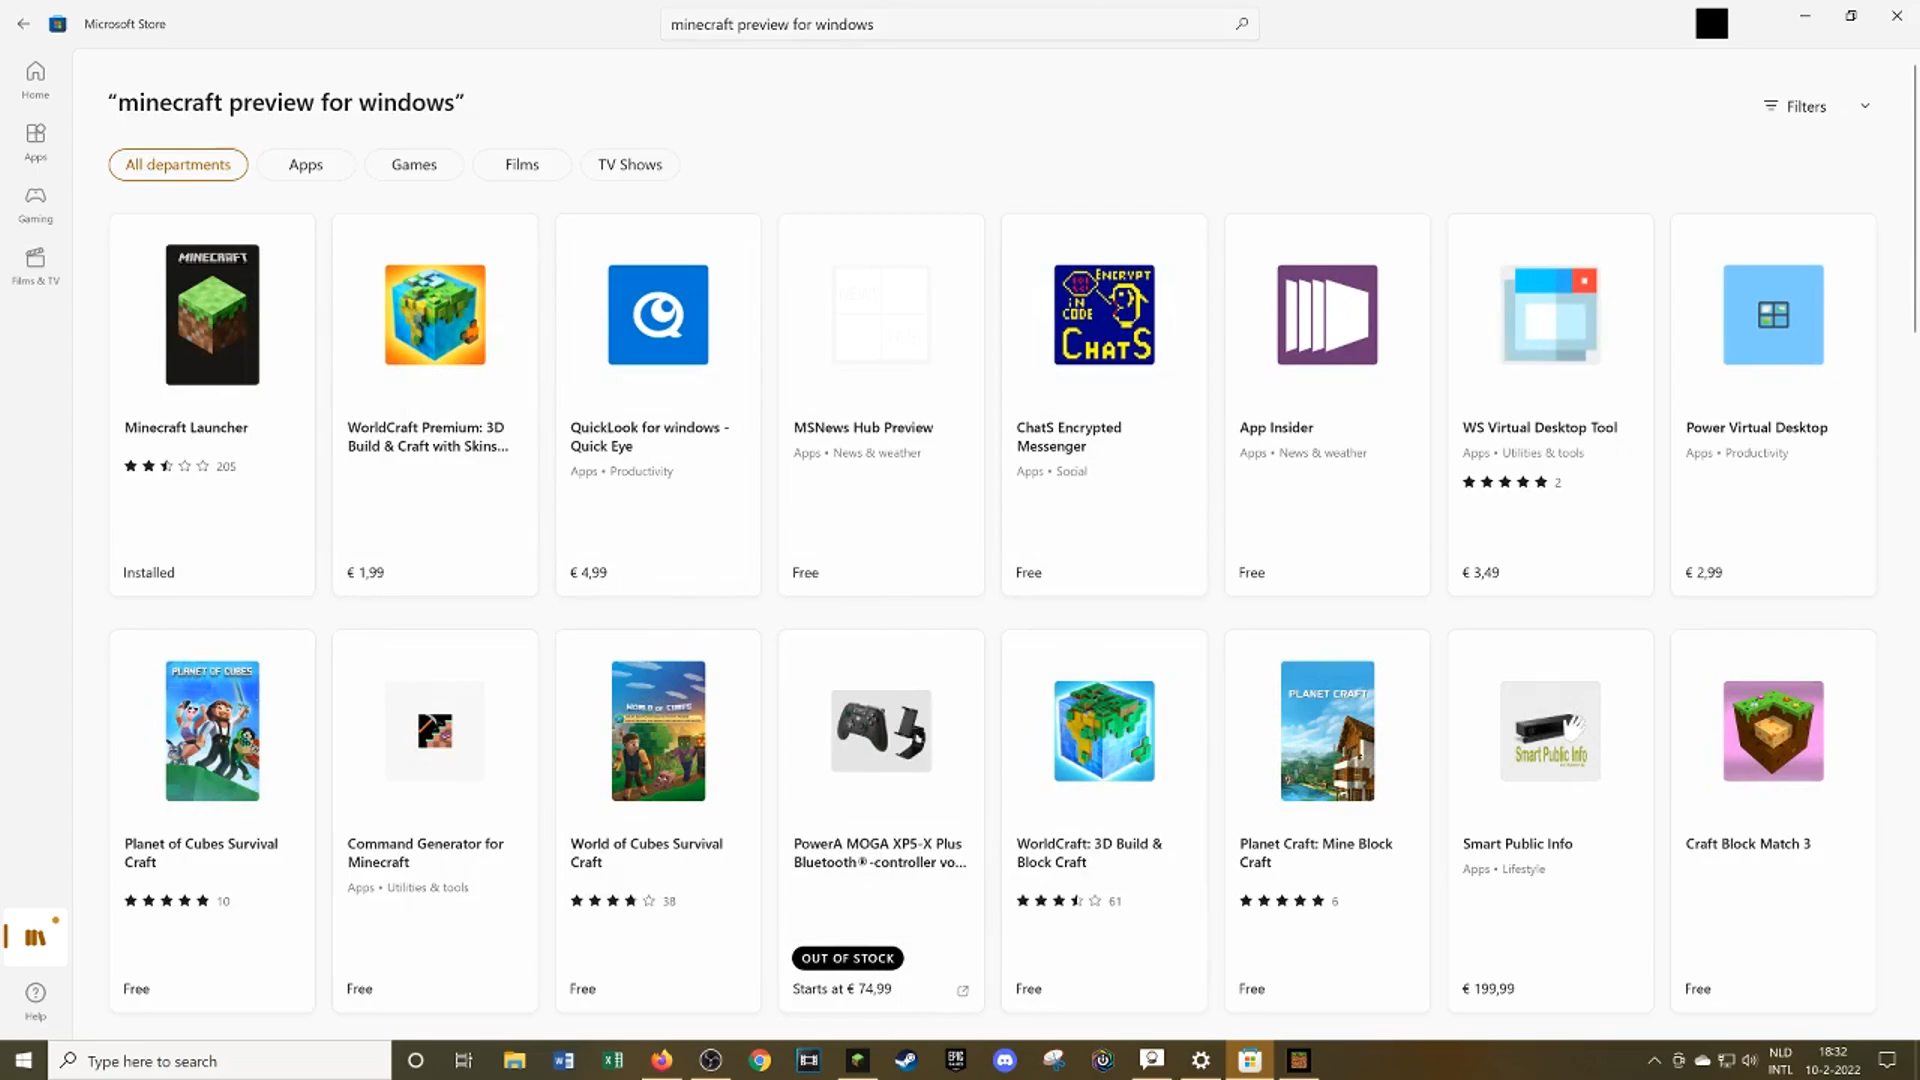 Microsoft Store
minecraft preview for windows
Home
Apps
Gaming
Films & TV
Help
“minecraft preview for windows”
Filters
All departments
Apps
Games
Films
TV Shows
MINECRAFT
Minecraft Launcher
205
Installed
WorldCraft Premium: 3D
Build & Craft with Skins...
€ 1,99
QuickLook for windows -
Quick Eye
Apps • Productivity
€ 4,99
MSNews Hub Preview
Apps • News & weather
Free
ENCRYPT
IN
CODE
CHATS
ChatS Encrypted
Messenger
Apps • Social
Free
App Insider
Apps • News & weather
Free
WS Virtual Desktop Tool
Apps • Utilities & tools
2
€ 3,49
Power Virtual Desktop
Apps • Productivity
€ 2,99
PLANET OF CUBES
Planet of Cubes Survival
Craft
10
Free
Command Generator for
Minecraft
Apps • Utilities & tools
Free
WORLD OF CUBES
World of Cubes Survival
Craft
38
Free
PowerA MOGA XP5-X Plus
Bluetooth®-controller vo...
OUT OF STOCK
Starts at € 74,99
WorldCraft: 3D Build &
Block Craft
61
Free
PLANET CRAFT
Planet Craft: Mine Block
Craft
6
Free
Smart Public Info
Smart Public Info
Apps • Lifestyle
€ 199,99
Craft Block Match 3
Free
Type here to search
EPIC
GAMES
NLD
INTL
18:32
10-2-2022